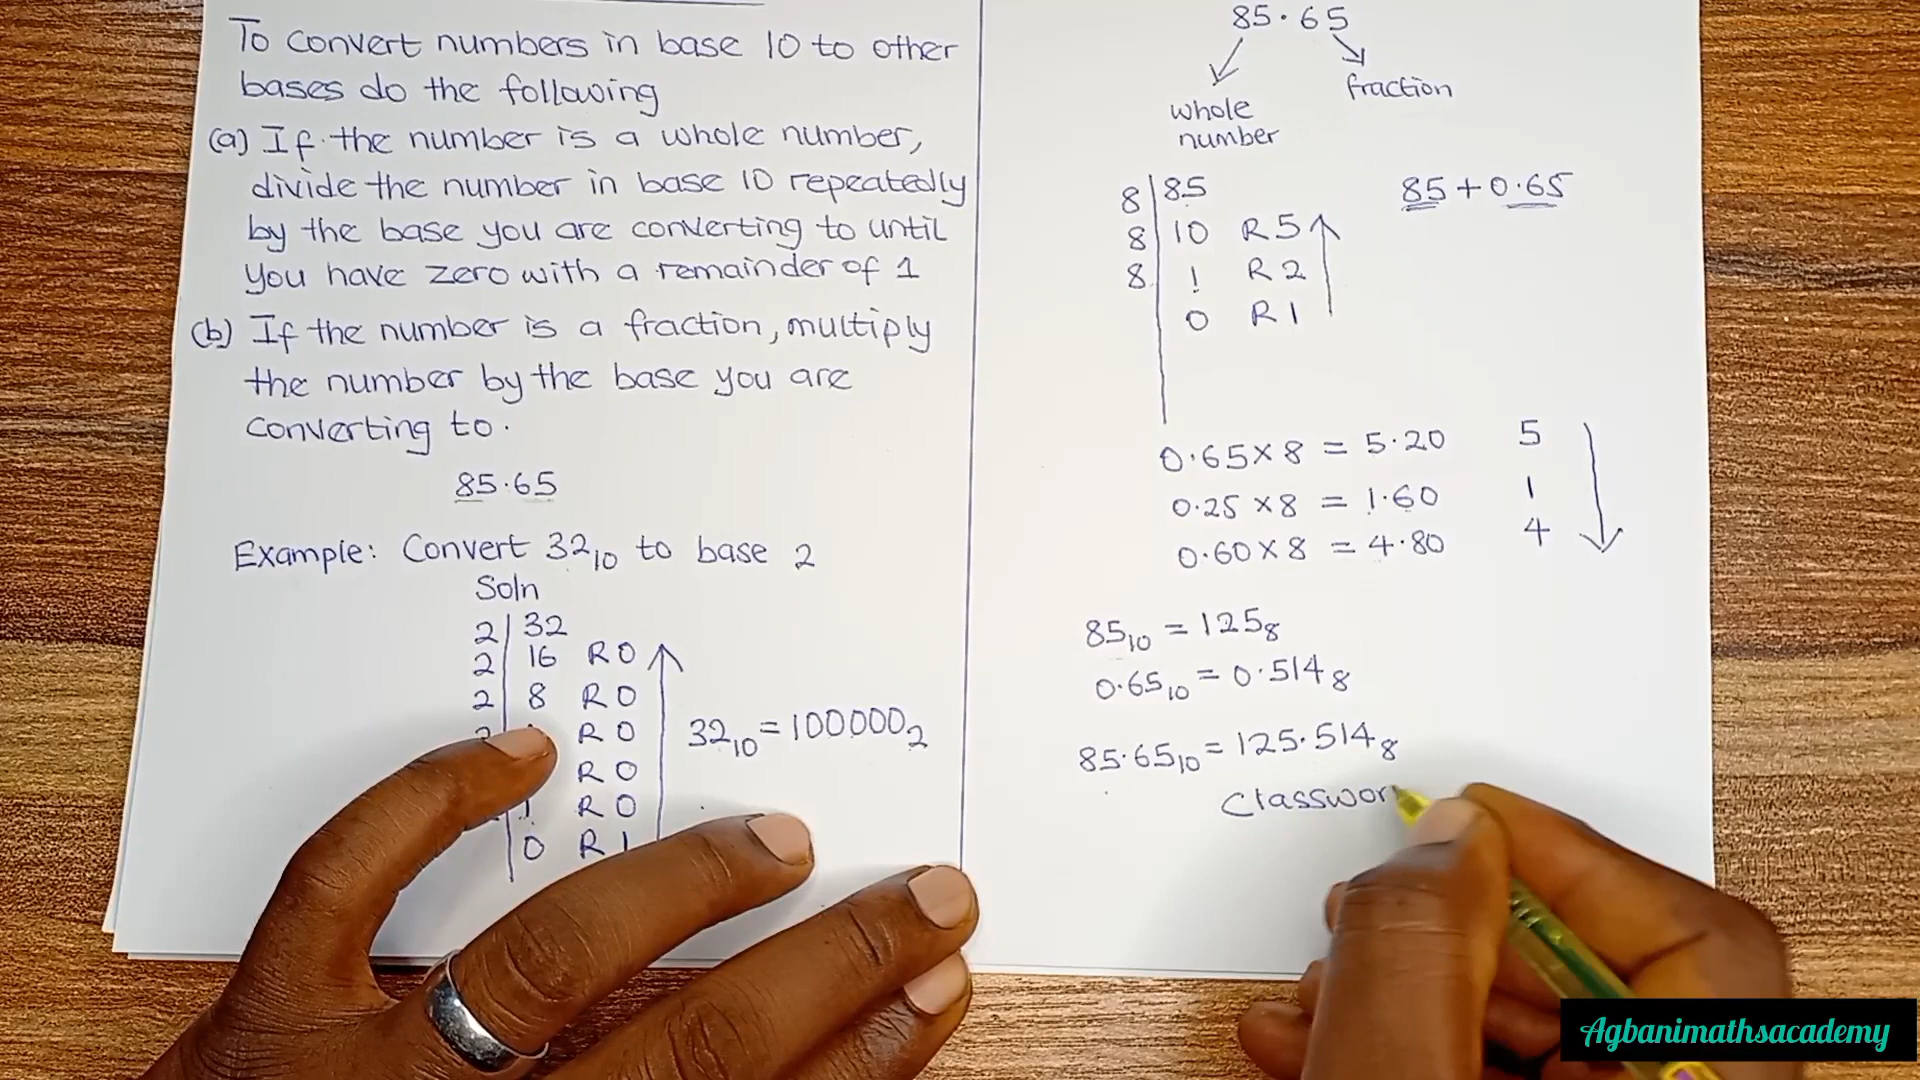 To convert numbers in base 10 to other
bases do the following
(a) If the number is a whole number,
divide the number in base 10 repeatedly
by the base you are converting to until
you have zero with a remainder of 1
(b) If the number is a fraction, multiply
the number by the base you are
converting to.
85.65
Example: Convert 32₁₀ to base 2
Soln
2 | 32
2 | 16 R0
2 | 8 R0
2 | R0
R0
1 R0
0 R1
32₁₀ = 100000₂
85.65
whole
number
fraction
8 | 85
8 | 10 R5
8 | 1 R2
0 R1
85 + 0.65
0.65 × 8 = 5.20 5
0.25 × 8 = 1.60 1
0.60 × 8 = 4.80 4
85₁₀ = 125₈
0.65₁₀ = 0.514₈
85.65₁₀ = 125.514₈
Classwor
Agbanimathsacademy